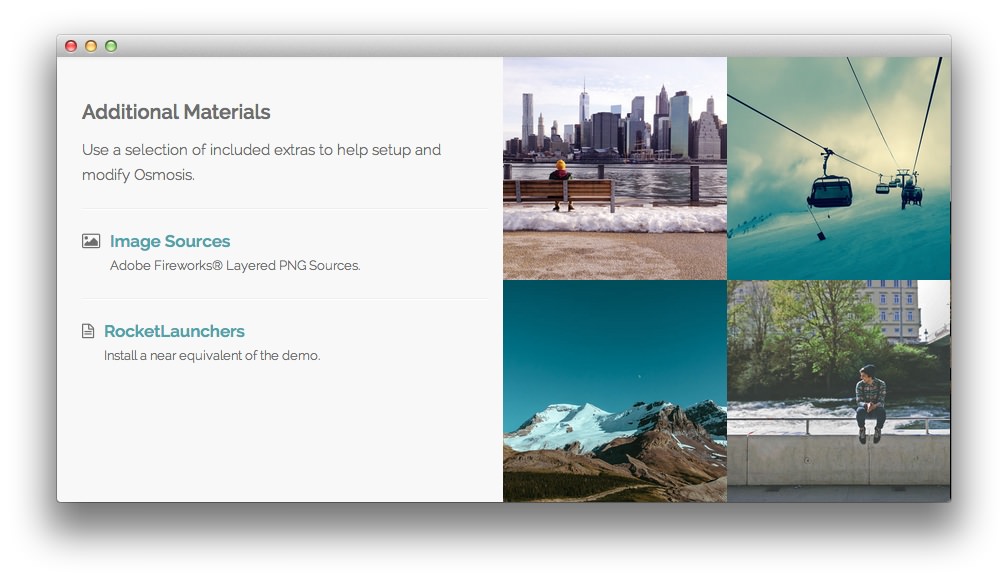 Additional Materials
Use a selection of included extras to help setup and
modify Osmosis.
Image Sources
Adobe Fireworks® Layered PNG Sources.
RocketLaunchers
Install a near equivalent of the demo.